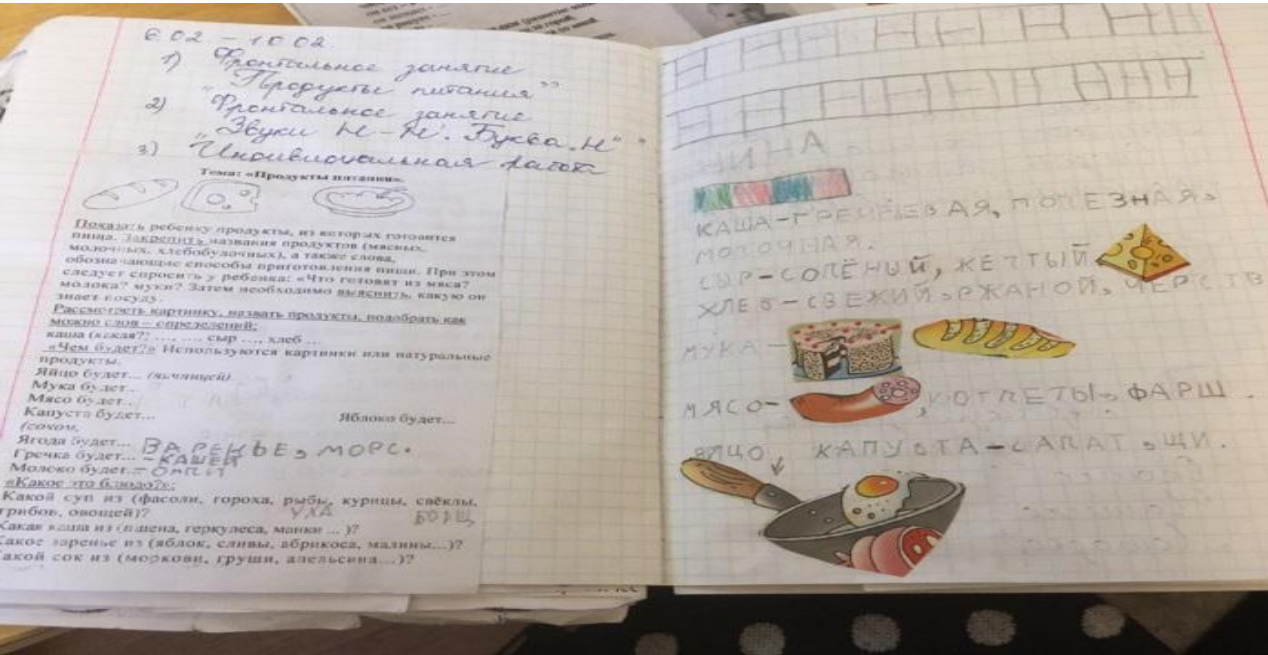 6.02. – 10.02.
1) Фронтальное занятие
„Продукты питания”
2) Фронтальное занятие
„Звуки Н – Н'. Буква „Н"
3) Индивидуальная работа
Тема: «Продукты питания».
Показать ребенку продукты, из которых готовится
пища. Закрепить названия продуктов (мясных,
молочных, хлебобулочных), а также слова,
обозначающие способы приготовления пищи. При этом
следует спросить у ребенка: «Что готовят из мяса?
молока? муки? Затем необходимо выяснить, какую он
знает посуду.
Рассмотреть картинку, назвать продукты, подобрать как
можно слов – определений:
каша (какая?) ..., ..., сыр ..., хлеб ...
«Чем будет?» Используются картинки или натуральные
продукты.
Яйцо будет... (яичницей).
Мука будет...
Мясо будет...
Капуста будет... Яблоко будет...
(соком,
Ягода будет... ВАРЕНЬЕ, МОРС.
Гречка будет... – КАШЕЙ
Молоко будет... – ОМЛЕТ
«Какое это блюдо?»:
Какой суп из (фасоли, гороха, рыбы, курицы, свёклы,
грибов, овощей)? УХА БОРЩ
Какая каша из (пшена, геркулеса, манки ... )?
Какое варенье из (яблок, сливы, абрикоса, малины...)?
Какой сок из (моркови, груши, апельсина...)?
Н Н Н Н Н Н Н Н Н
Н Н Н Н Н Н Н Н Н Н
НИНА
КАША – ГРЕЧНЕВАЯ, ПОЛЕЗНАЯ,
МОЛОЧНАЯ.
СЫР – СОЛЁНЫЙ, ЖЕЛТЫЙ
ХЛЕБ – СВЕЖИЙ, РЖАНОЙ, ЧЕРСТВ
МУКА –
МЯСО – , КОТЛЕТЫ, ФАРШ.
ЯЙЦО КАПУСТА – САЛАТ, ЩИ.